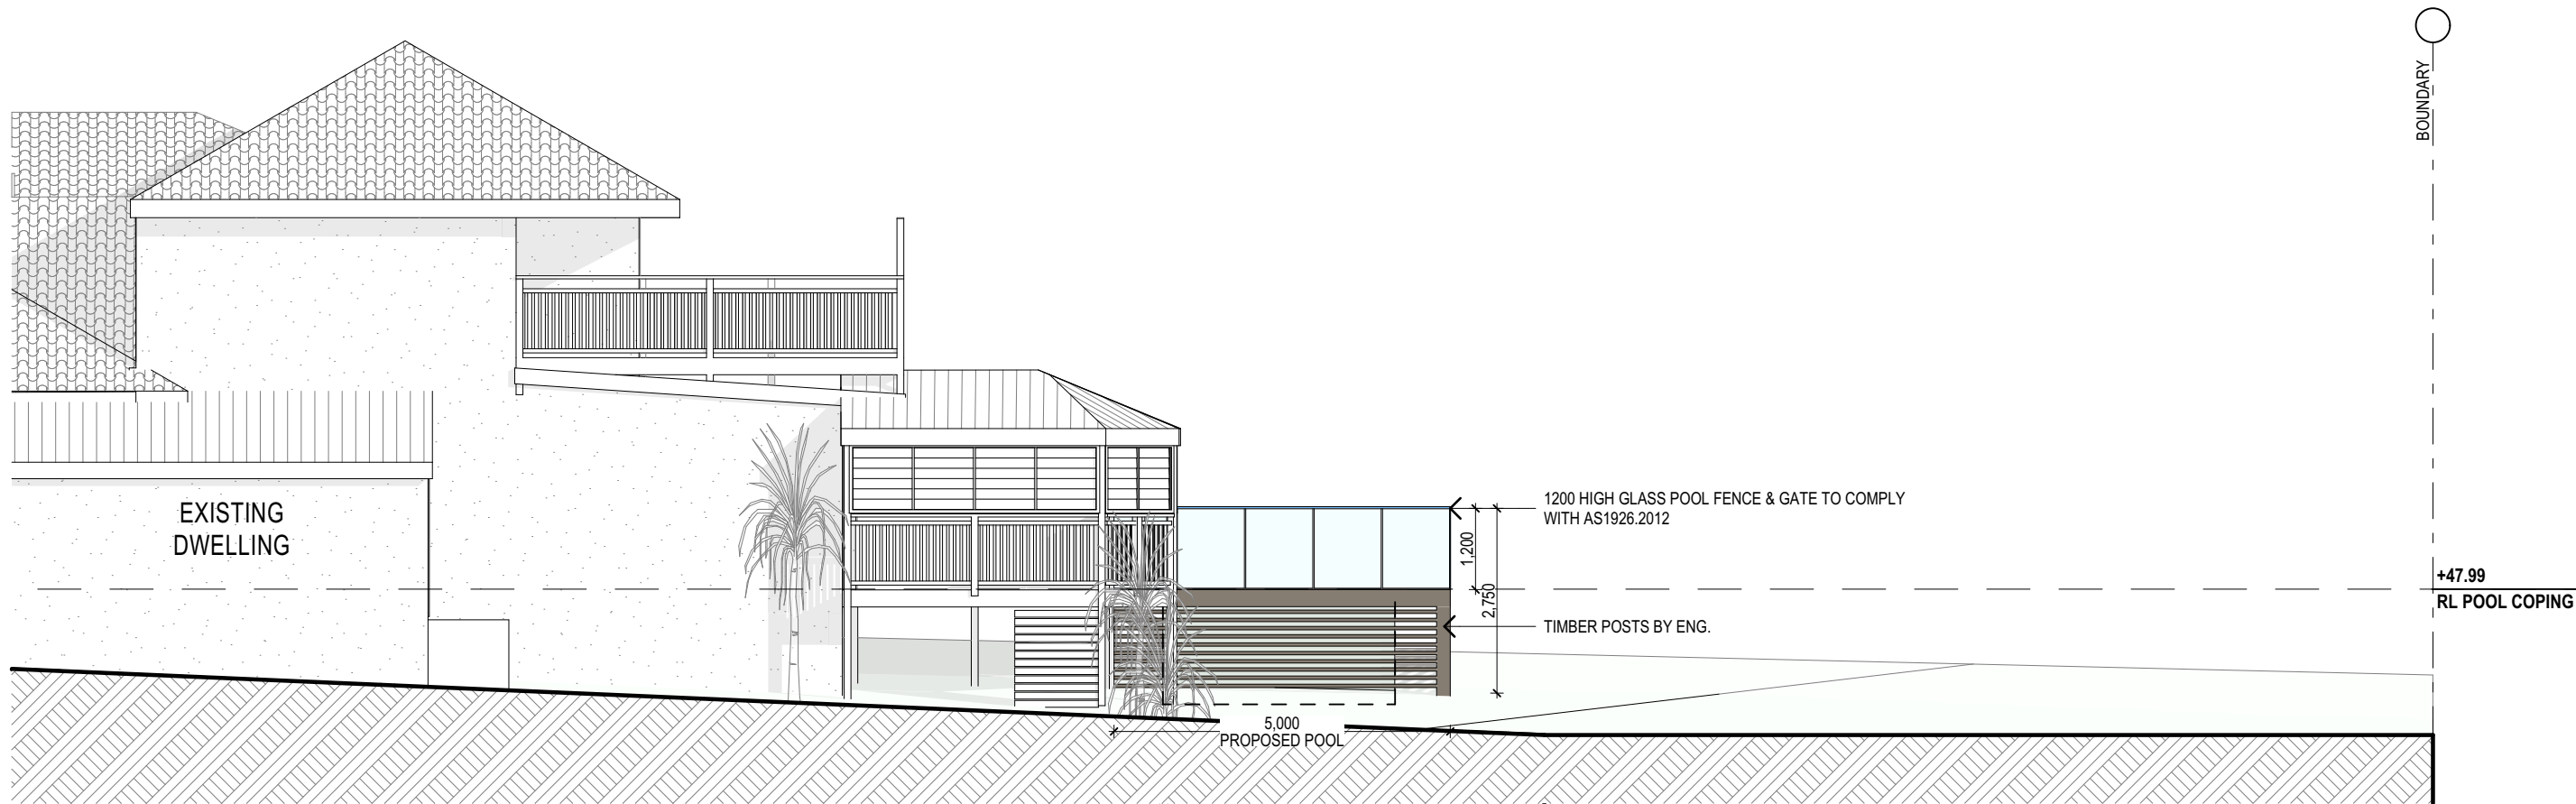 BOUNDARY
EXISTING
DWELLING
1200 HIGH GLASS POOL FENCE & GATE TO COMPLY
WITH AS1926.2012
1,200
2,750
+47.99
RL POOL COPING
TIMBER POSTS BY ENG.
5,000
PROPOSED POOL